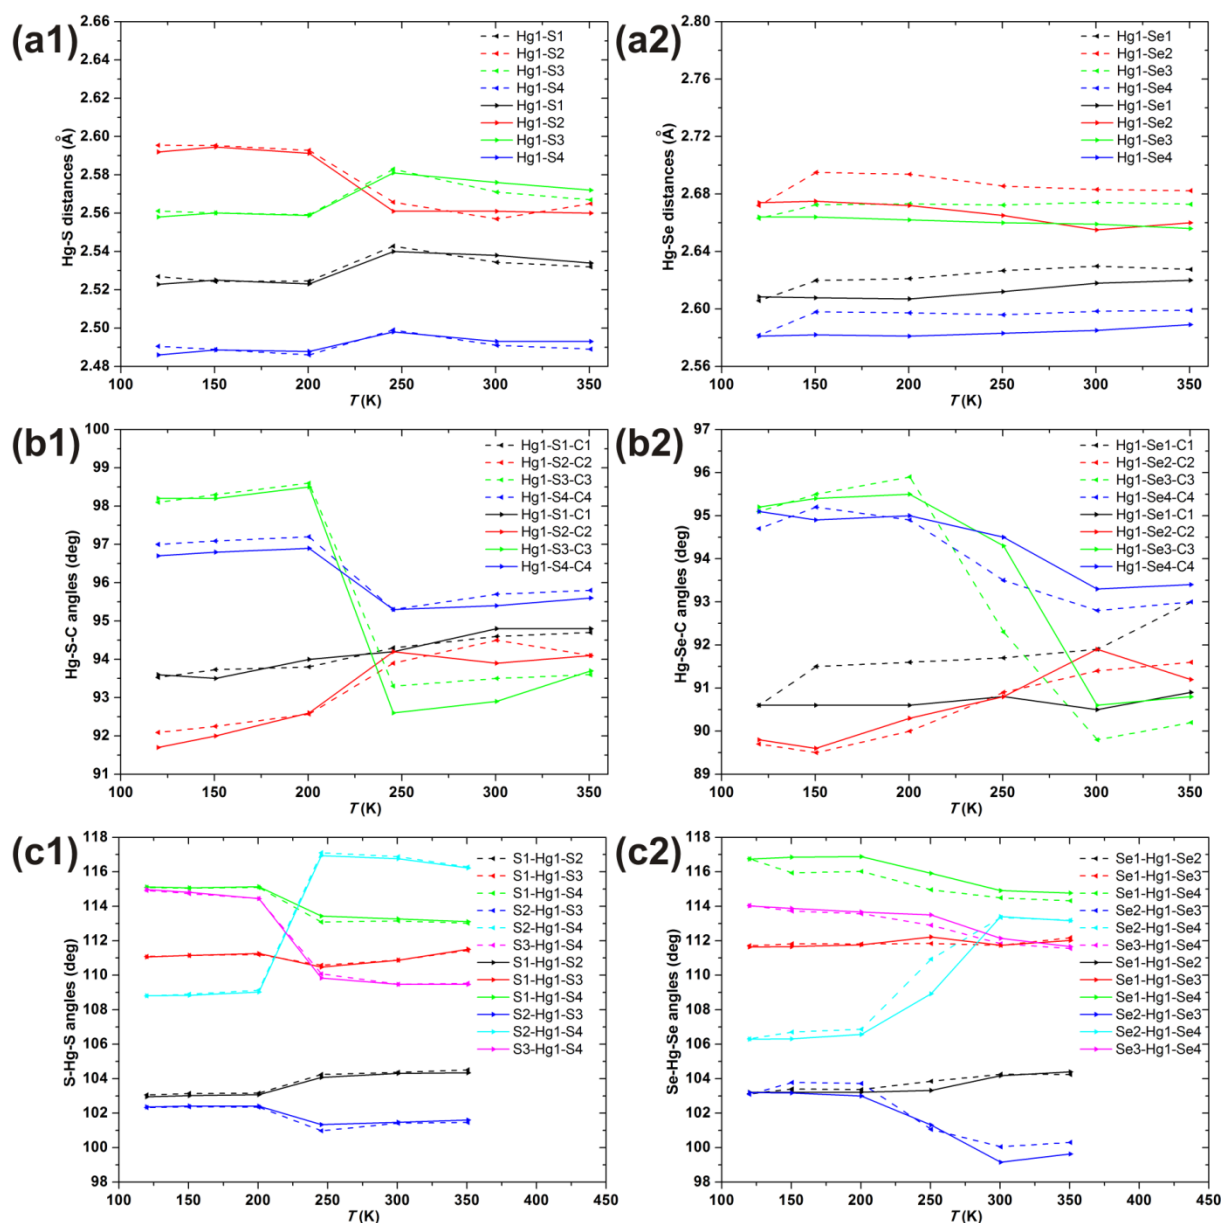 (a1)
2.66
2.64
2.62
2.60
2.58
2.56
2.54
2.52
2.50
2.48
Hg-S distances (Å)
Hg1-S1
Hg1-S2
Hg1-S3
Hg1-S4
Hg1-S1
Hg1-S2
Hg1-S3
Hg1-S4
100 150 200 250 300 350
T (K)
(a2)
2.80
2.76
2.72
2.68
2.64
2.60
2.56
Hg-Se distances (Å)
Hg1-Se1
Hg1-Se2
Hg1-Se3
Hg1-Se4
Hg1-Se1
Hg1-Se2
Hg1-Se3
Hg1-Se4
100 150 200 250 300 350
T (K)
(b1)
100
99
98
97
96
95
94
93
92
91
Hg-S-C angles (deg)
Hg1-S1-C1
Hg1-S2-C2
Hg1-S3-C3
Hg1-S4-C4
Hg1-S1-C1
Hg1-S2-C2
Hg1-S3-C3
Hg1-S4-C4
100 150 200 250 300 350
T (K)
(b2)
97
96
95
94
93
92
91
90
89
Hg-Se-C angles (deg)
Hg1-Se1-C1
Hg1-Se2-C2
Hg1-Se3-C3
Hg1-Se4-C4
Hg1-Se1-C1
Hg1-Se2-C2
Hg1-Se3-C3
Hg1-Se4-C4
100 150 200 250 300 350
T (K)
(c1)
118
116
114
112
110
108
106
104
102
100
98
S-Hg-S angles (deg)
S1-Hg1-S2
S1-Hg1-S3
S1-Hg1-S4
S2-Hg1-S3
S2-Hg1-S4
S3-Hg1-S4
S1-Hg1-S2
S1-Hg1-S3
S1-Hg1-S4
S2-Hg1-S3
S2-Hg1-S4
S3-Hg1-S4
100 150 200 250 300 350 400 450
T (K)
(c2)
118
116
114
112
110
108
106
104
102
100
98
Se-Hg-Se angles (deg)
Se1-Hg1-Se2
Se1-Hg1-Se3
Se1-Hg1-Se4
Se2-Hg1-Se3
Se2-Hg1-Se4
Se3-Hg1-Se4
Se1-Hg1-Se2
Se1-Hg1-Se3
Se1-Hg1-Se4
Se2-Hg1-Se3
Se2-Hg1-Se4
Se3-Hg1-Se4
100 150 200 250 300 350 400 450
T (K)